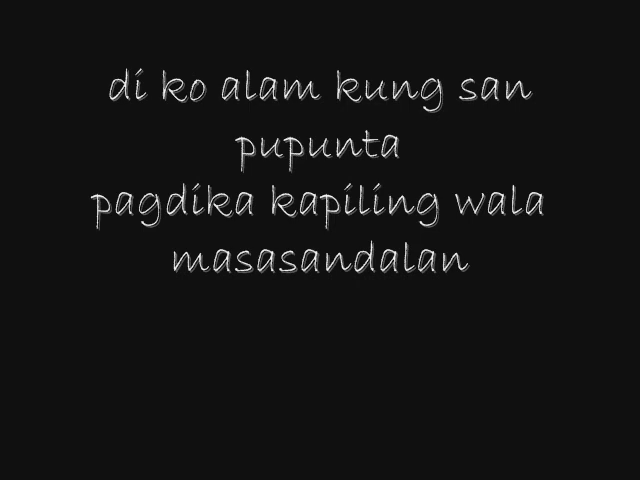 di ko alam kung san
pupunta
pagdika kapiling wala
masasandalan